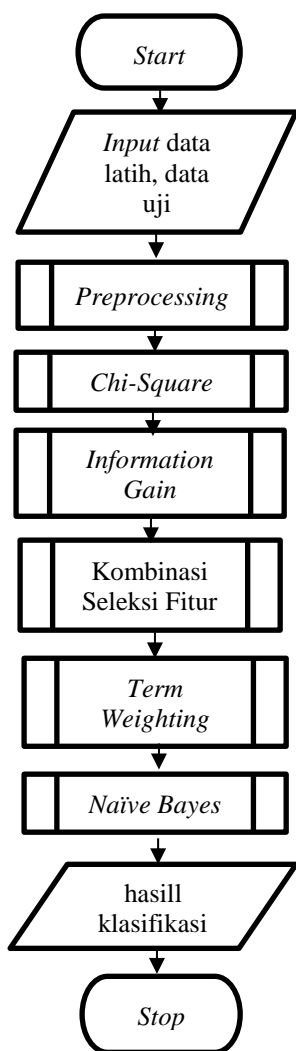 Start
Input data
latih, data
uji
Preprocessing
Chi-Square
Information
Gain
Kombinasi
Seleksi Fitur
Term
Weighting
Naïve Bayes
hasill
klasifikasi
Stop